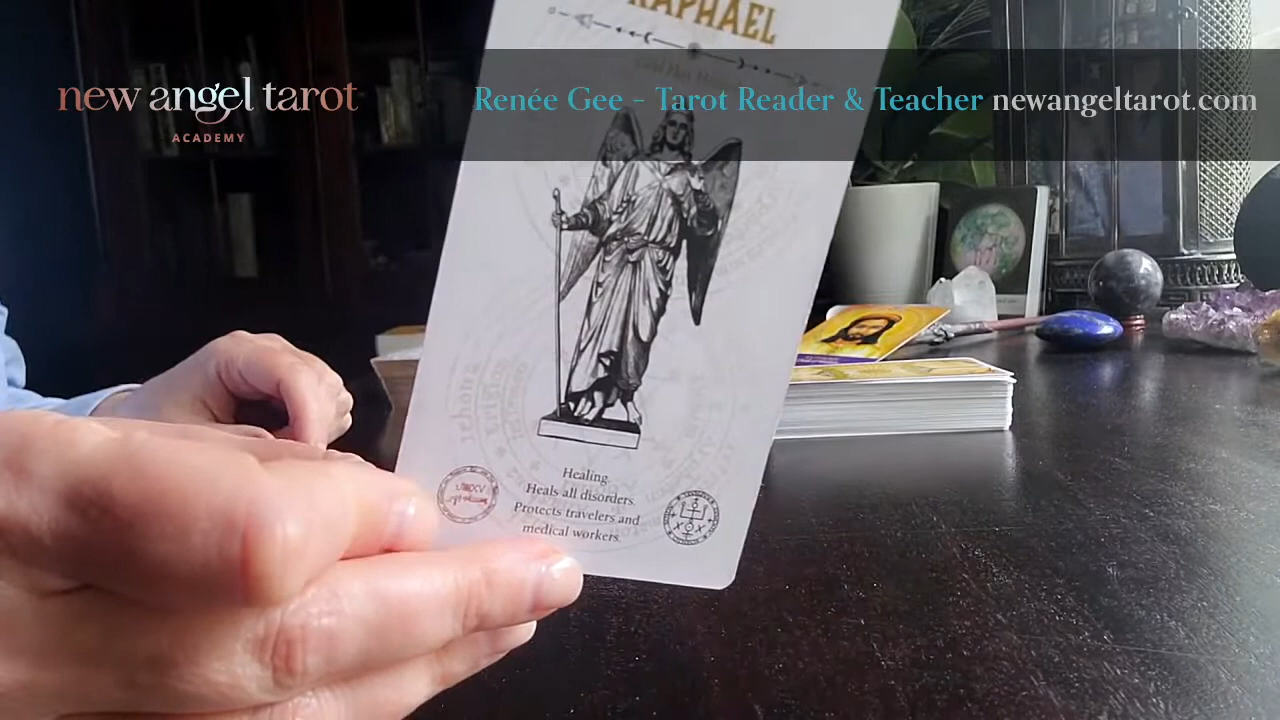 RAPHAEL
new angel tarot
ACADEMY
Renée Gee - Tarot Reader & Teacher newangeltarot.com
Healing.
Heals all disorders.
Protects travelers and
medical workers.